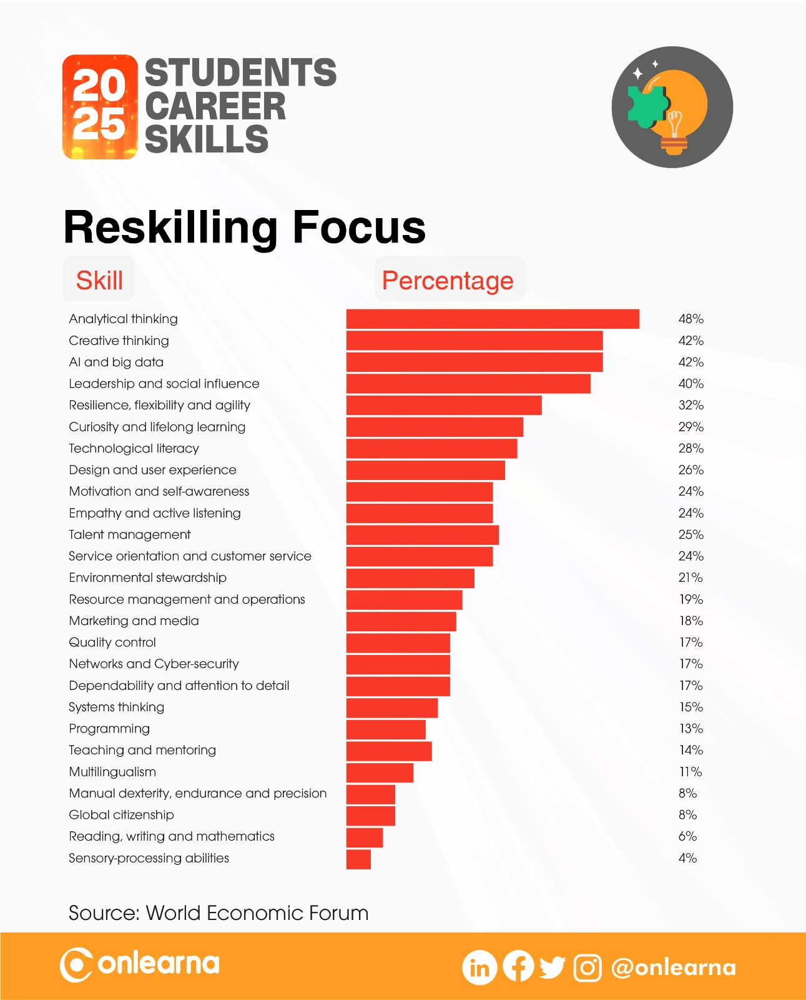 20
25
STUDENTS
CAREER
SKILLS
Reskilling Focus
Skill Percentage
Analytical thinking 48%
Creative thinking 42%
AI and big data 42%
Leadership and social influence 40%
Resilience, flexibility and agility 32%
Curiosity and lifelong learning 29%
Technological literacy 28%
Design and user experience 26%
Motivation and self-awareness 24%
Empathy and active listening 24%
Talent management 25%
Service orientation and customer service 24%
Environmental stewardship 21%
Resource management and operations 19%
Marketing and media 18%
Quality control 17%
Networks and Cyber-security 17%
Dependability and attention to detail 17%
Systems thinking 15%
Programming 13%
Teaching and mentoring 14%
Multilingualism 11%
Manual dexterity, endurance and precision 8%
Global citizenship 8%
Reading, writing and mathematics 6%
Sensory-processing abilities 4%
Source: World Economic Forum
onlearna in @onlearna